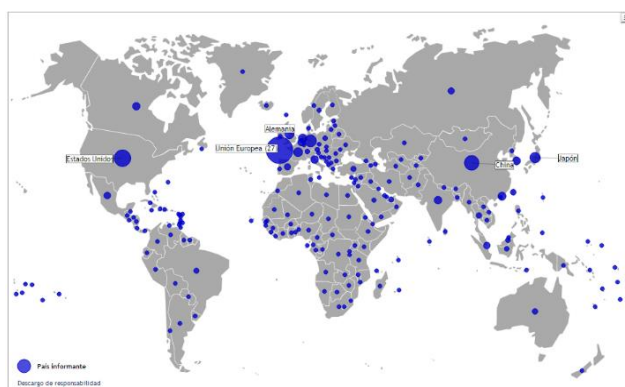 Alemania
Unión Europea (27)
Estados Unidos
Japón
China
País informante
Descargo de responsabilidad